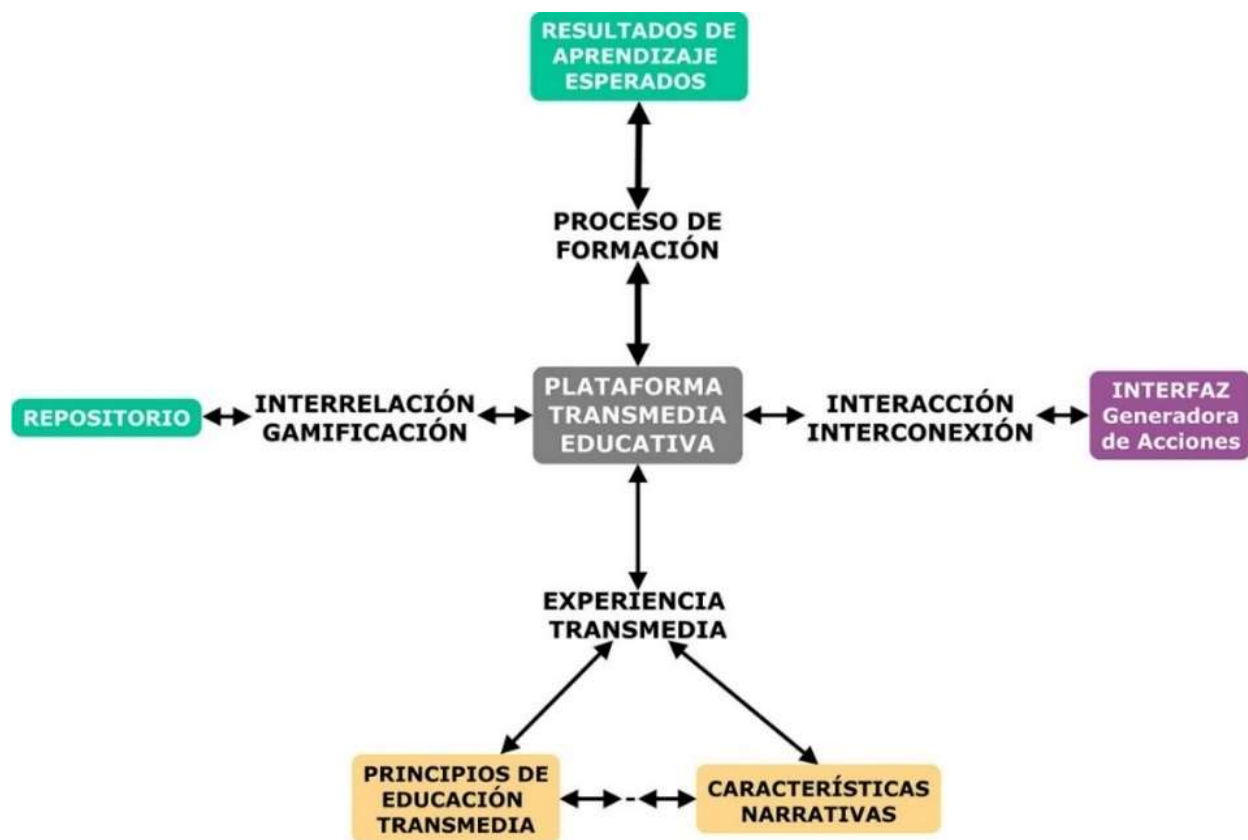 RESULTADOS DE
APRENDIZAJE
ESPERADOS
PROCESO DE
FORMACIÓN
REPOSITORIO
INTERRELACIÓN
GAMIFICACIÓN
PLATAFORMA
TRANSMEDIA
EDUCATIVA
INTERACCIÓN
INTERCONEXIÓN
INTERFAZ
Generadora
de Acciones
EXPERIENCIA
TRANSMEDIA
PRINCIPIOS DE
EDUCACIÓN
TRANSMEDIA
-
CARACTERÍSTICAS
NARRATIVAS